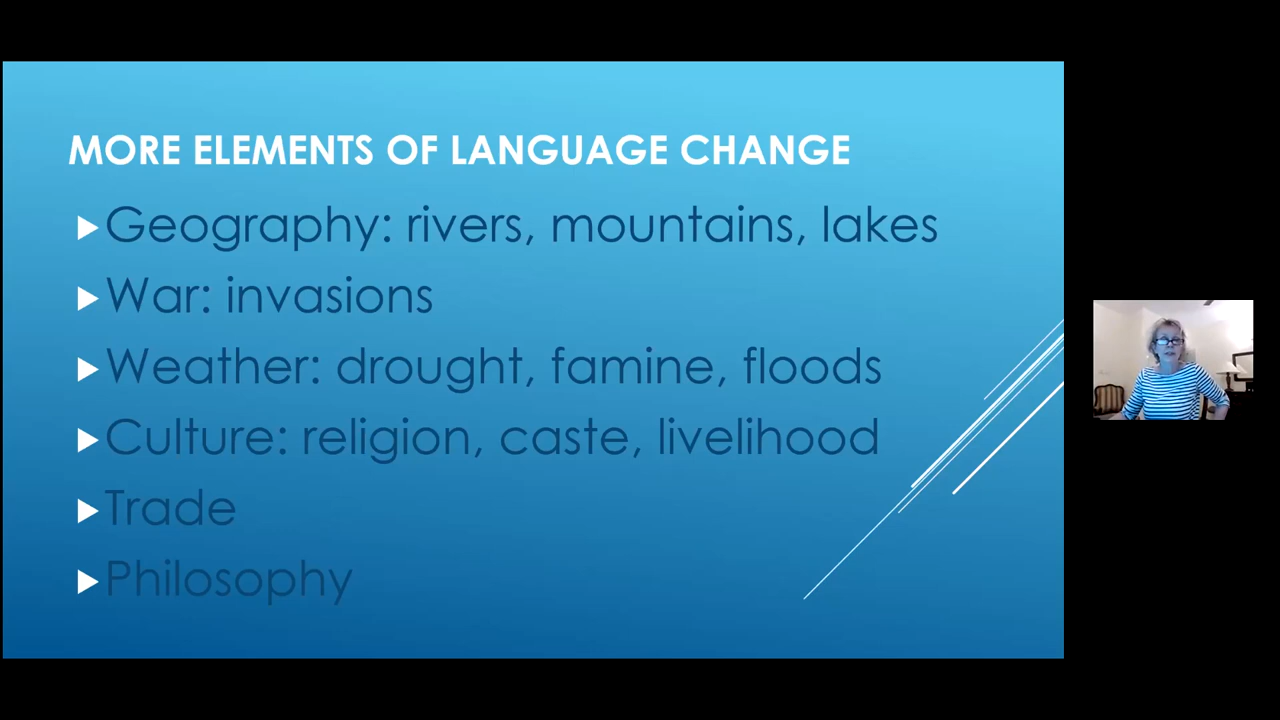 MORE ELEMENTS OF LANGUAGE CHANGE
Geography: rivers, mountains, lakes
War: invasions
Weather: drought, famine, floods
Culture: religion, caste, livelihood
Trade
Philosophy